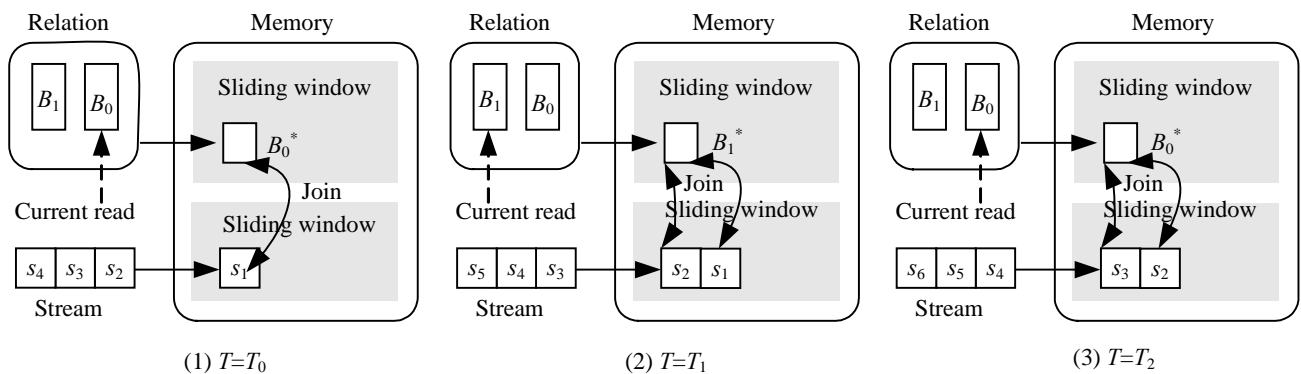 Relation Memory
Sliding window
B1 B0
B0*
Join
Current read
Sliding window
s4 s3 s2 s1
Stream
(1) T=T0
Relation Memory
Sliding window
B1 B0
B1*
Join
Current read
Sliding window
s5 s4 s3 s2 s1
Stream
(2) T=T1
Relation Memory
Sliding window
B1 B0
B0*
Join
Current read
Sliding window
s6 s5 s4 s3 s2
Stream
(3) T=T2